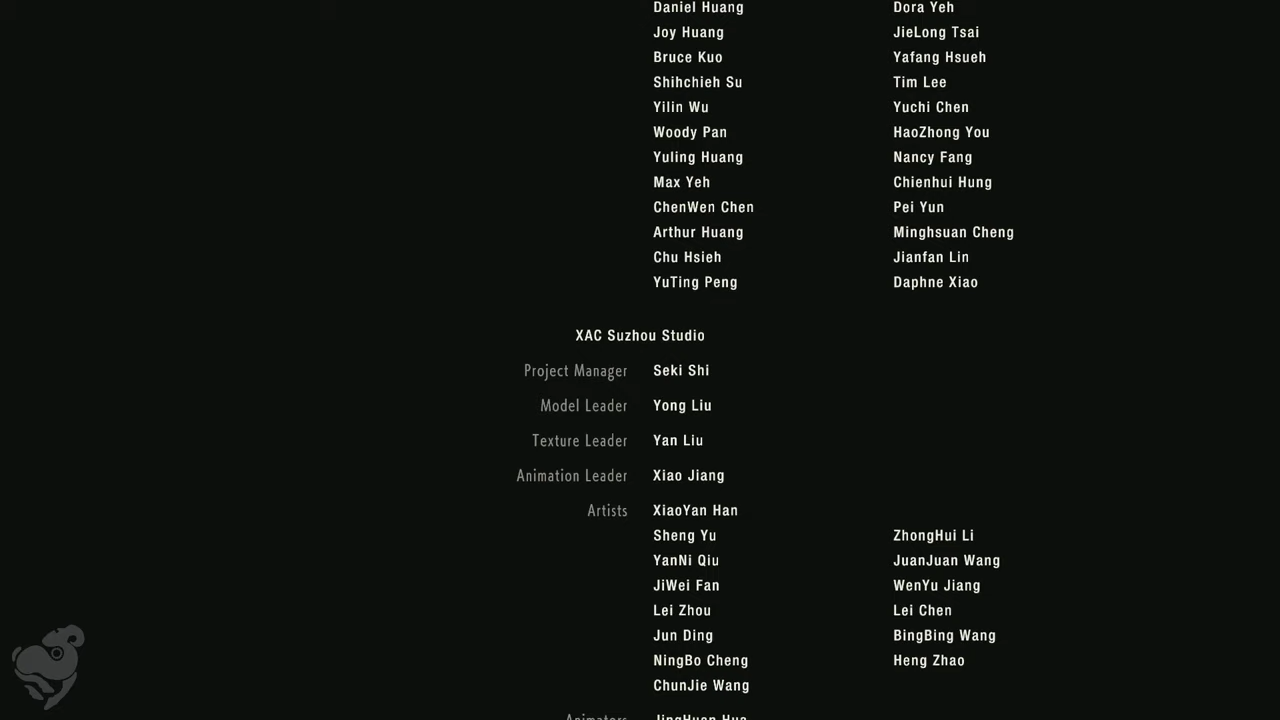 Daniel Huang Dora Yeh
Joy Huang JieLong Tsai
Bruce Kuo Yafang Hsueh
Shihchieh Su Tim Lee
Yilin Wu Yuchi Chen
Woody Pan HaoZhong You
Yuling Huang Nancy Fang
Max Yeh Chienhui Hung
ChenWen Chen Pei Yun
Arthur Huang Minghsuan Cheng
Chu Hsieh Jianfan Lin
YuTing Peng Daphne Xiao
XAC Suzhou Studio
Project Manager Seki Shi
Model Leader Yong Liu
Texture Leader Yan Liu
Animation Leader Xiao Jiang
Artists XiaoYan Han
Sheng Yu ZhongHui Li
YanNi Qiu JuanJuan Wang
JiWei Fan WenYu Jiang
Lei Zhou Lei Chen
Jun Ding BingBing Wang
NingBo Cheng Heng Zhao
ChunJie Wang
Animators